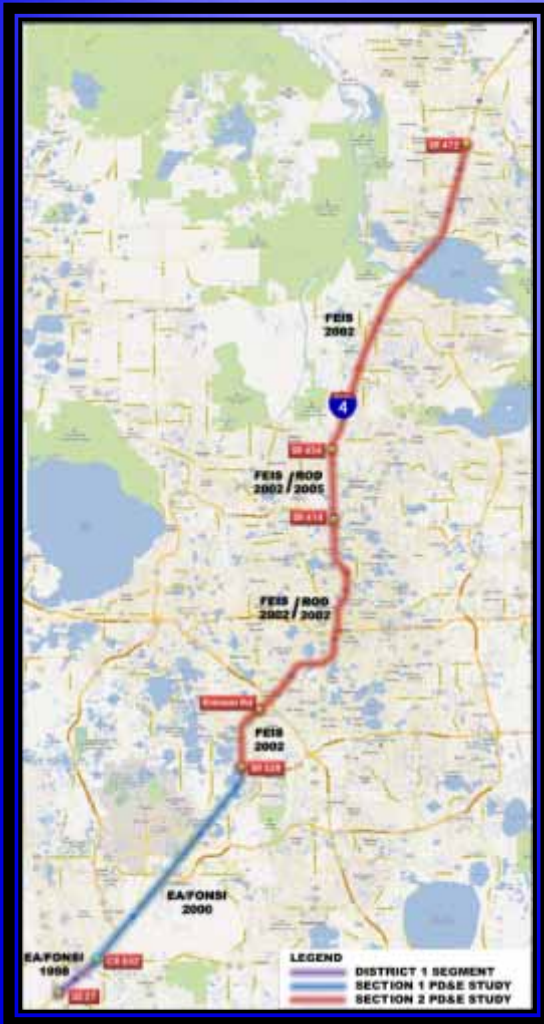 SR 472
FEIS
2002
4
SR 434
FEIS / ROD
2002 / 2005
SR 414
FEIS / ROD
2002 / 2002
Kirkman Rd
FEIS
2002
SR 528
EA/FONSI
2000
EA/FONSI
1998
CR 532
US 27
LEGEND
DISTRICT 1 SEGMENT
SECTION 1 PD&E STUDY
SECTION 2 PD&E STUDY